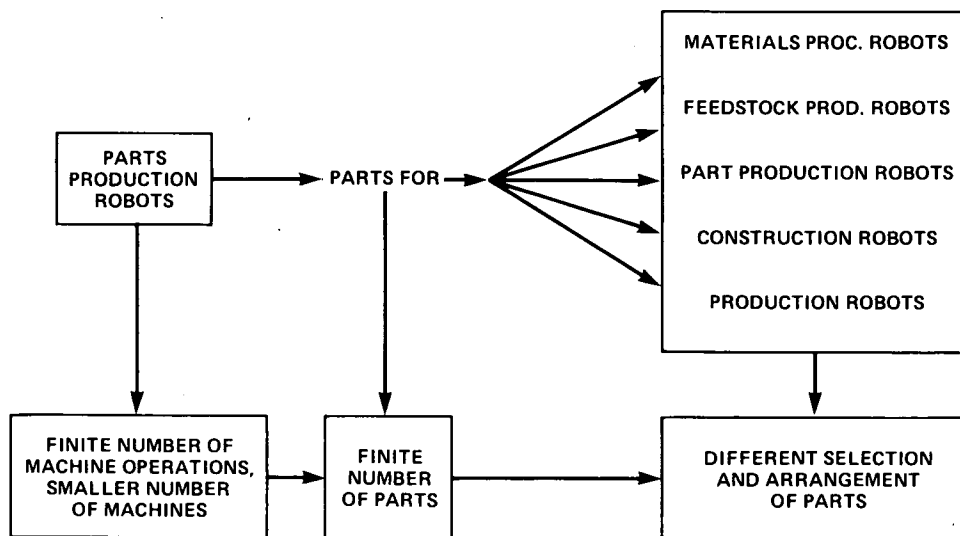 MATERIALS PROC. ROBOTS
FEEDSTOCK PROD. ROBOTS
PARTS
PRODUCTION
ROBOTS
PARTS FOR
PART PRODUCTION ROBOTS
CONSTRUCTION ROBOTS
PRODUCTION ROBOTS
FINITE NUMBER OF
MACHINE OPERATIONS,
SMALLER NUMBER
OF MACHINES
FINITE
NUMBER
OF PARTS
DIFFERENT SELECTION
AND ARRANGEMENT
OF PARTS